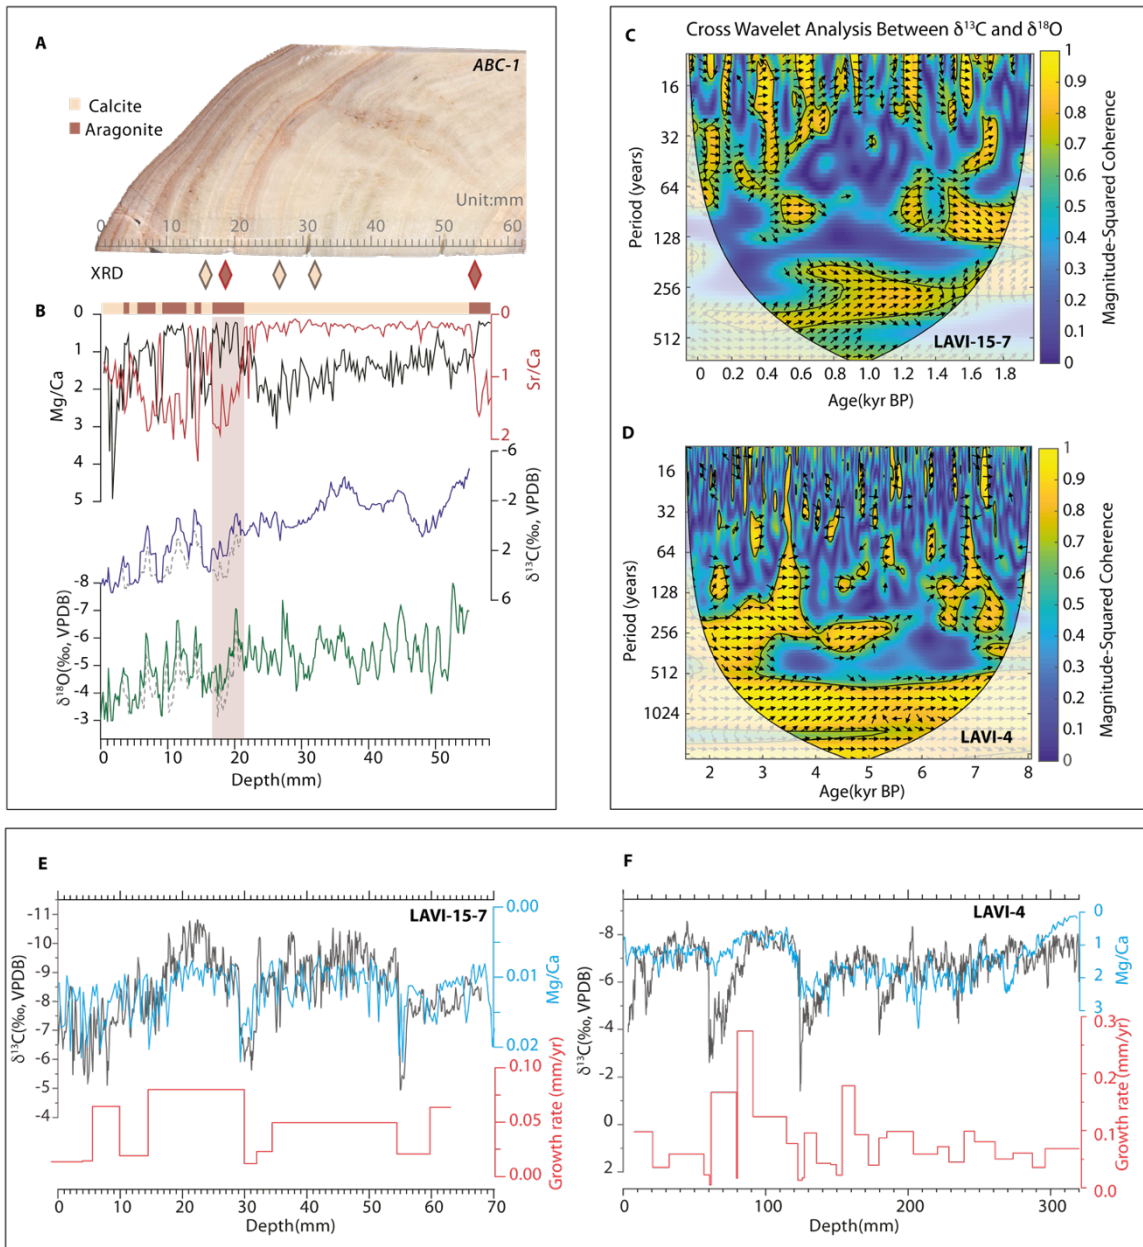 A
ABC-1
Calcite
Aragonite
Unit:mm
0 10 20 30 40 50 60
XRD
B
0
1
2
3
4
5
Mg/Ca
0
1
2
Sr/Ca
-6
-2
2
6
δ13C(‰, VPDB)
-8
-7
-6
-5
-4
-3
δ18O(‰, VPDB)
0 10 20 30 40 50
Depth(mm)
C
Cross Wavelet Analysis Between δ13C and δ18O
16
32
64
128
256
512
Period (years)
LAVI-15-7
0 0.2 0.4 0.6 0.8 1.0 1.2 1.4 1.6 1.8
Age(kyr BP)
1
0.9
0.8
0.7
0.6
0.5
0.4
0.3
0.2
0.1
0
Magnitude-Squared Coherence
D
16
32
64
128
256
512
1024
Period (years)
LAVI-4
2 3 4 5 6 7 8
Age(kyr BP)
1
0.9
0.8
0.7
0.6
0.5
0.4
0.3
0.2
0.1
0
Magnitude-Squared Coherence
E
LAVI-15-7
-11
-10
-9
-8
-7
-6
-5
-4
δ13C(‰, VPDB)
0.00
0.01
0.02
Mg/Ca
0.10
0.05
0.00
Growth rate (mm/yr)
0 10 20 30 40 50 60 70
Depth(mm)
F
LAVI-4
-8
-6
-4
-2
0
2
δ13C(‰, VPDB)
0
1
2
3
Mg/Ca
0.3
0.2
0.1
0.0
Growth rate (mm/yr)
0 100 200 300
Depth(mm)